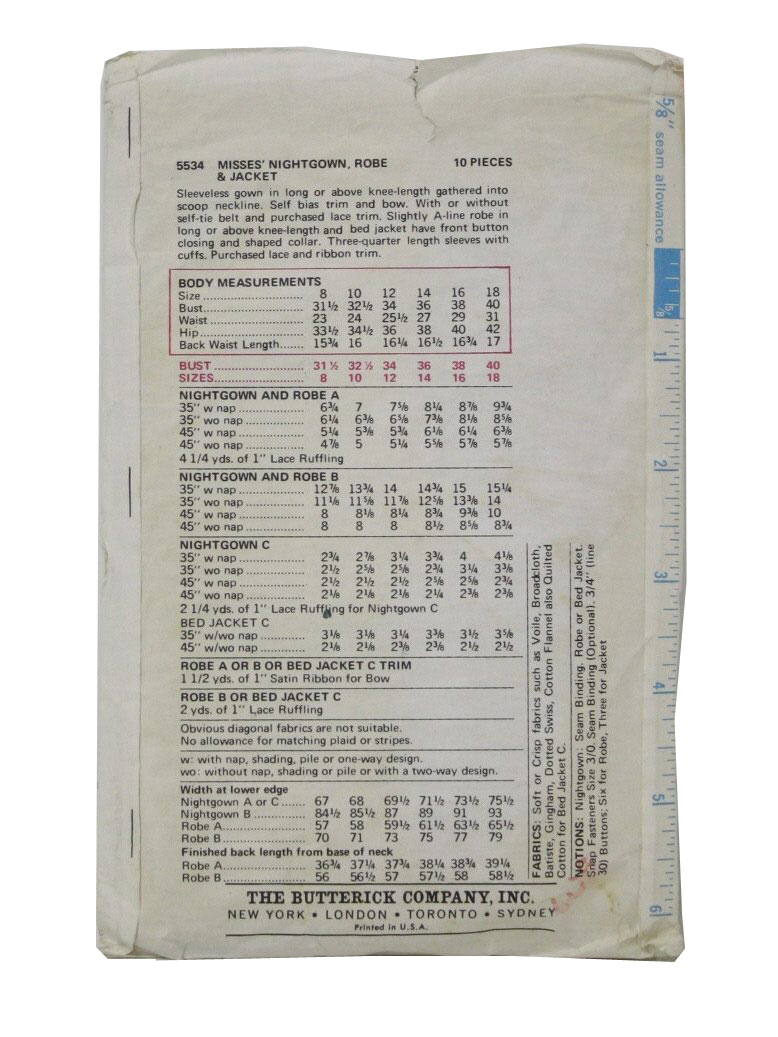 5534 MISSES' NIGHTGOWN, ROBE 10 PIECES
& JACKET
Sleeveless gown in long or above knee-length gathered into
scoop neckline. Self bias trim and bow. With or without
self-tie belt and purchased lace trim. Slightly A-line robe in
long or above knee-length and bed jacket have front button
closing and shaped collar. Three-quarter length sleeves with
cuffs. Purchased lace and ribbon trim.
BODY MEASUREMENTS
Size .............................. 8 10 12 14 16 18
Bust .............................. 31½ 32½ 34 36 38 40
Waist ............................ 23 24 25½ 27 29 31
Hip ............................... 33½ 34½ 36 38 40 42
Back Waist Length....... 15¾ 16 16¼ 16½ 16¾ 17
BUST ........................... 31 ½ 32 ½ 34 36 38 40
SIZES........................... 8 10 12 14 16 18
NIGHTGOWN AND ROBE A
35" w nap .................... 6¾ 7 7⅝ 8¼ 8⅞ 9¾
35" wo nap .................. 6¼ 6⅜ 6⅝ 7⅜ 8⅛ 8⅝
45" w nap .................... 5¼ 5⅜ 5¾ 6⅛ 6¼ 6⅜
45" wo nap .................. 4⅞ 5 5¼ 5⅝ 5⅞ 5⅞
4 1/4 yds. of 1" Lace Ruffling
NIGHTGOWN AND ROBE B
35" w nap .................... 12⅞ 13¾ 14 14¾ 15 15¼
35" wo nap .................. 11⅛ 11⅝ 11⅞ 12⅝ 13⅜ 14
45" w nap .................... 8 8⅛ 8¼ 8¾ 9⅜ 10
45" wo nap .................. 8 8 8 8½ 8⅝ 8¾
NIGHTGOWN C
35" w nap .................... 2¾ 2⅞ 3¼ 3¾ 4 4⅛
35" wo nap .................. 2½ 2⅝ 2⅝ 2¾ 3¼ 3⅜
45" w nap .................... 2½ 2½ 2½ 2⅝ 2⅝ 2¾
45" wo nap .................. 2⅛ 2⅛ 2⅛ 2¼ 2⅜ 2⅜
2 1/4 yds. of 1" Lace Ruffling for Nightgown C
BED JACKET C
35" w/wo nap .............. 3⅛ 3⅛ 3¼ 3⅜ 3½ 3⅝
45" w/wo nap .............. 2⅛ 2⅛ 2⅜ 2⅜ 2½ 2½
ROBE A OR B OR BED JACKET C TRIM
1 1/2 yds. of 1" Satin Ribbon for Bow
ROBE B OR BED JACKET C
2 yds. of 1" Lace Ruffling
Obvious diagonal fabrics are not suitable.
No allowance for matching plaid or stripes.
w: with nap, shading, pile or one-way design.
wo: without nap, shading or pile or with a two-way design.
Width at lower edge
Nightgown A or C ....... 67 68 69½ 71½ 73½ 75½
Nightgown B ............... 84½ 85½ 87 89 91 93
Robe A......................... 57 58 59½ 61½ 63½ 65½
Robe B ......................... 70 71 73 75 77 79
Finished back length from base of neck
Robe A......................... 36¾ 37¼ 37¾ 38¼ 38¾ 39¼
Robe B ......................... 56 56½ 57 57½ 58 58½
THE BUTTERICK COMPANY, INC.
NEW YORK • LONDON • TORONTO • SYDNEY
Printed in U.S.A.
FABRICS: Soft or Crisp fabrics such as Voile, Broadcloth,
Batiste, Gingham, Dotted Swiss, Cotton Flannel also Quilted
Cotton for Bed Jacket C.
NOTIONS: Nightgown: Seam Binding. Robe or Bed Jacket.
Snap Fasteners Size 3/0. Seam Binding (Optional). 3/4" (line
30) Buttons; Six for Robe, Three for Jacket
5/8" seam allowance
5/8
1
2
3
4
5
6